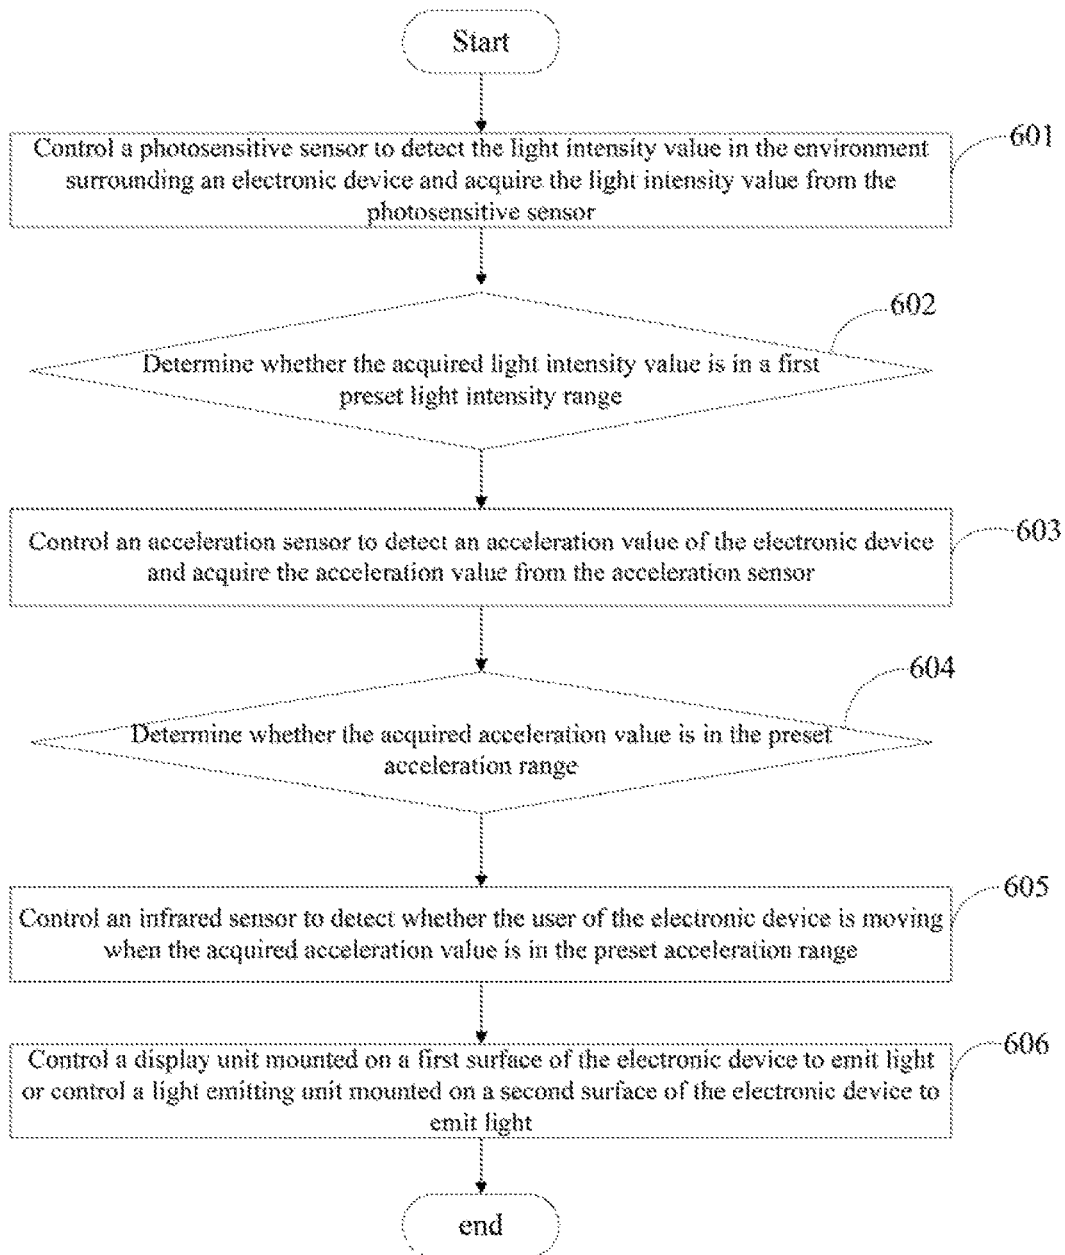 Start
Control a photosensitive sensor to detect the light intensity value in the environment
surrounding an electronic device and acquire the light intensity value from the
photosensitive sensor
601
Determine whether the acquired light intensity value is in a first
preset light intensity range
602
Control an acceleration sensor to detect an acceleration value of the electronic device
and acquire the acceleration value from the acceleration sensor
603
Determine whether the acquired acceleration value is in the preset
acceleration range
604
Control an infrared sensor to detect whether the user of the electronic device is moving
when the acquired acceleration value is in the preset acceleration range
605
Control a display unit mounted on a first surface of the electronic device to emit light
or control a light emitting unit mounted on a second surface of the electronic device to
emit light
606
end